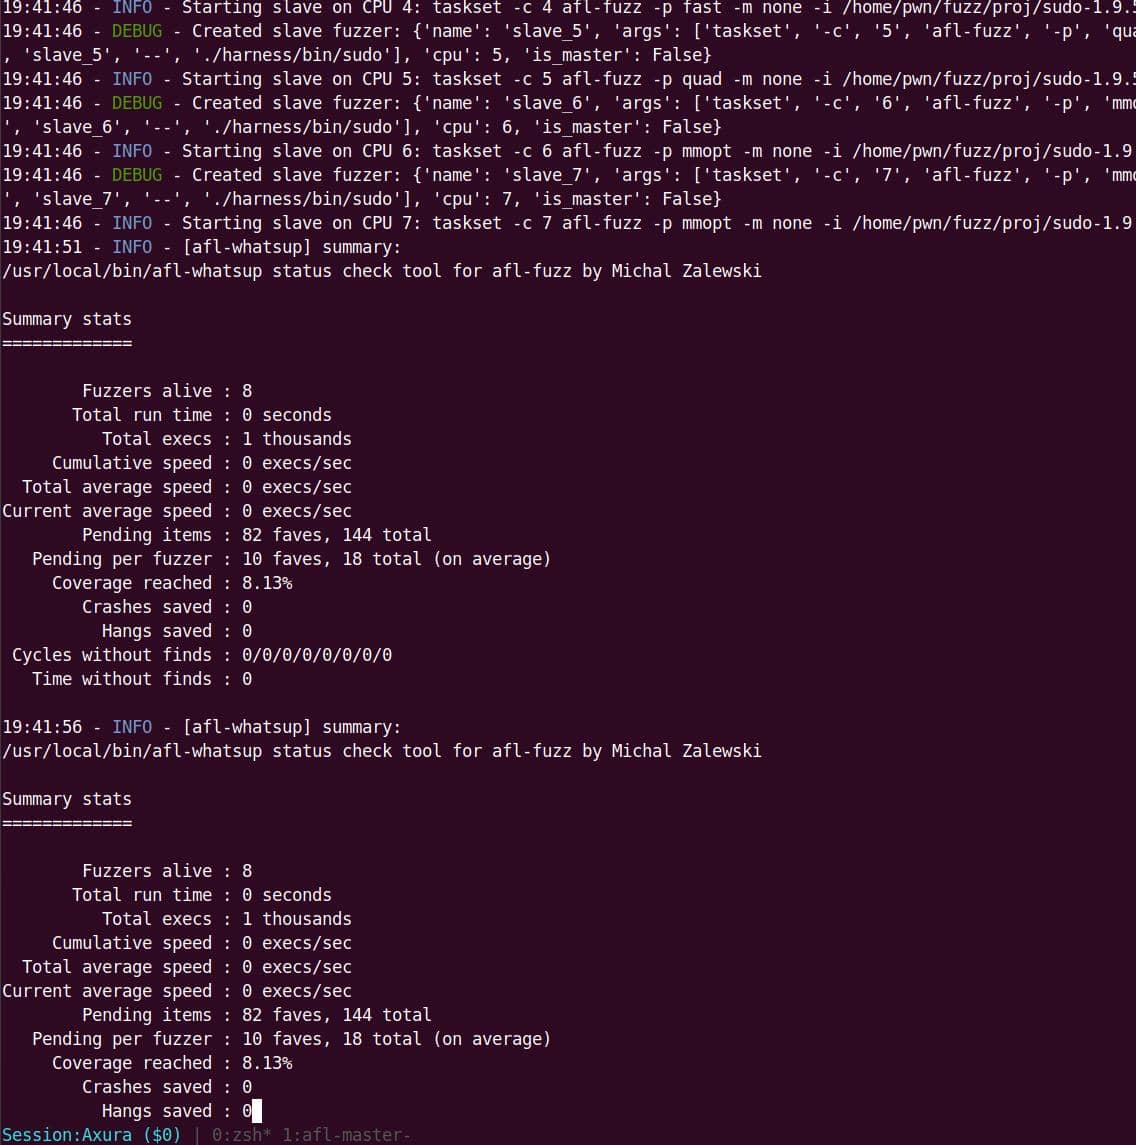 19:41:46 - INFO - Starting slave on CPU 4: taskset -c 4 afl-fuzz -p fast -m none -i /home/pwn/fuzz/proj/sudo-1.9.5
19:41:46 - DEBUG - Created slave fuzzer: {'name': 'slave_5', 'args': ['taskset', '-c', '5', 'afl-fuzz', '-p', 'qua
, 'slave_5', '--', './harness/bin/sudo'], 'cpu': 5, 'is_master': False}
19:41:46 - INFO - Starting slave on CPU 5: taskset -c 5 afl-fuzz -p quad -m none -i /home/pwn/fuzz/proj/sudo-1.9.5
19:41:46 - DEBUG - Created slave fuzzer: {'name': 'slave_6', 'args': ['taskset', '-c', '6', 'afl-fuzz', '-p', 'mmo
', 'slave_6', '--', './harness/bin/sudo'], 'cpu': 6, 'is_master': False}
19:41:46 - INFO - Starting slave on CPU 6: taskset -c 6 afl-fuzz -p mmopt -m none -i /home/pwn/fuzz/proj/sudo-1.9
19:41:46 - DEBUG - Created slave fuzzer: {'name': 'slave_7', 'args': ['taskset', '-c', '7', 'afl-fuzz', '-p', 'mmo
', 'slave_7', '--', './harness/bin/sudo'], 'cpu': 7, 'is_master': False}
19:41:46 - INFO - Starting slave on CPU 7: taskset -c 7 afl-fuzz -p mmopt -m none -i /home/pwn/fuzz/proj/sudo-1.9
19:41:51 - INFO - [afl-whatsup] summary:
/usr/local/bin/afl-whatsup status check tool for afl-fuzz by Michal Zalewski
Summary stats
=============
Fuzzers alive : 8
Total run time : 0 seconds
Total execs : 1 thousands
Cumulative speed : 0 execs/sec
Total average speed : 0 execs/sec
Current average speed : 0 execs/sec
Pending items : 82 faves, 144 total
Pending per fuzzer : 10 faves, 18 total (on average)
Coverage reached : 8.13%
Crashes saved : 0
Hangs saved : 0
Cycles without finds : 0/0/0/0/0/0/0/0
Time without finds : 0
19:41:56 - INFO - [afl-whatsup] summary:
/usr/local/bin/afl-whatsup status check tool for afl-fuzz by Michal Zalewski
Summary stats
=============
Fuzzers alive : 8
Total run time : 0 seconds
Total execs : 1 thousands
Cumulative speed : 0 execs/sec
Total average speed : 0 execs/sec
Current average speed : 0 execs/sec
Pending items : 82 faves, 144 total
Pending per fuzzer : 10 faves, 18 total (on average)
Coverage reached : 8.13%
Crashes saved : 0
Hangs saved : 0
Session:Axura ($0) | 0:zsh* 1:afl-master-